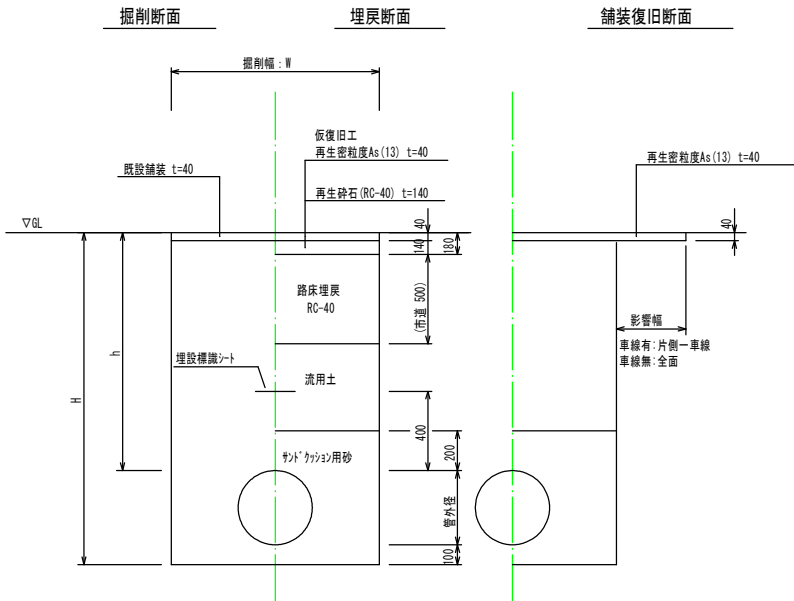 掘削断面
埋戻断面
舗装復旧断面
掘削幅:W
仮復旧工
再生密粒度As(13) t=40
既設舗装 t=40
再生砕石(RC-40) t=140
再生密粒度As(13) t=40
▽GL
40
140
180
40
路床埋戻
RC-40
(市道 500)
影響幅
車線有:片側一車線
車線無:全面
h
H
埋設標識シート
流用土
400
サンドクッション用砂
200
管外径
100